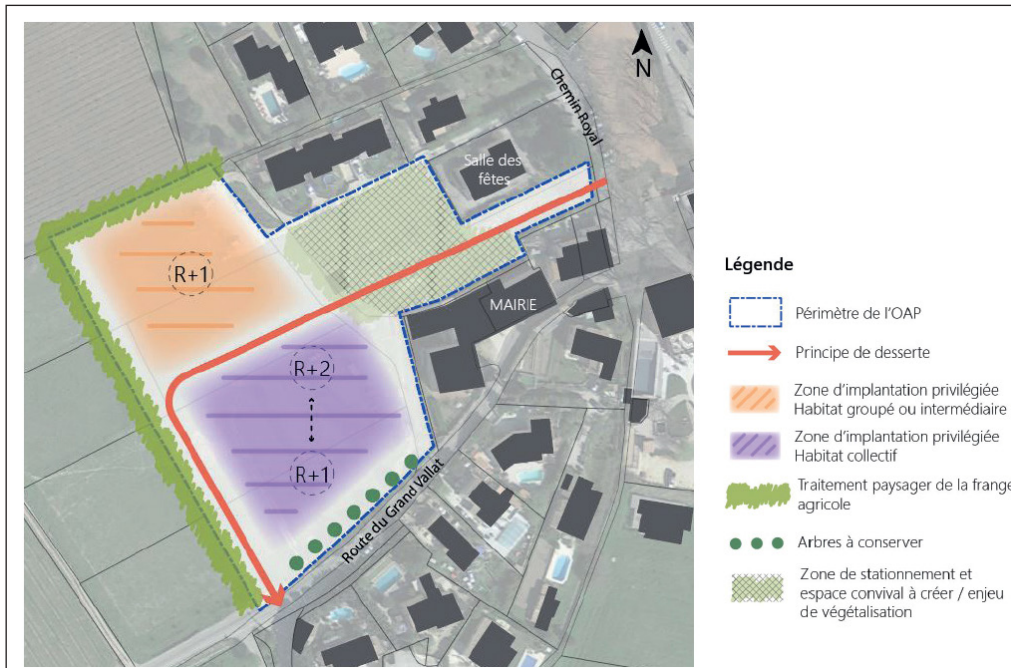 N
Chemin Royal
Salle des
fêtes
R+1
MAIRIE
R+2
R+1
Route du Grand Vallat
Légende
Périmètre de l'OAP
Principe de desserte
Zone d'implantation privilégiée
Habitat groupé ou intermédiaire
Zone d'implantation privilégiée
Habitat collectif
Traitement paysager de la frange
agricole
Arbres à conserver
Zone de stationnement et
espace convival à créer / enjeu
de végétalisation